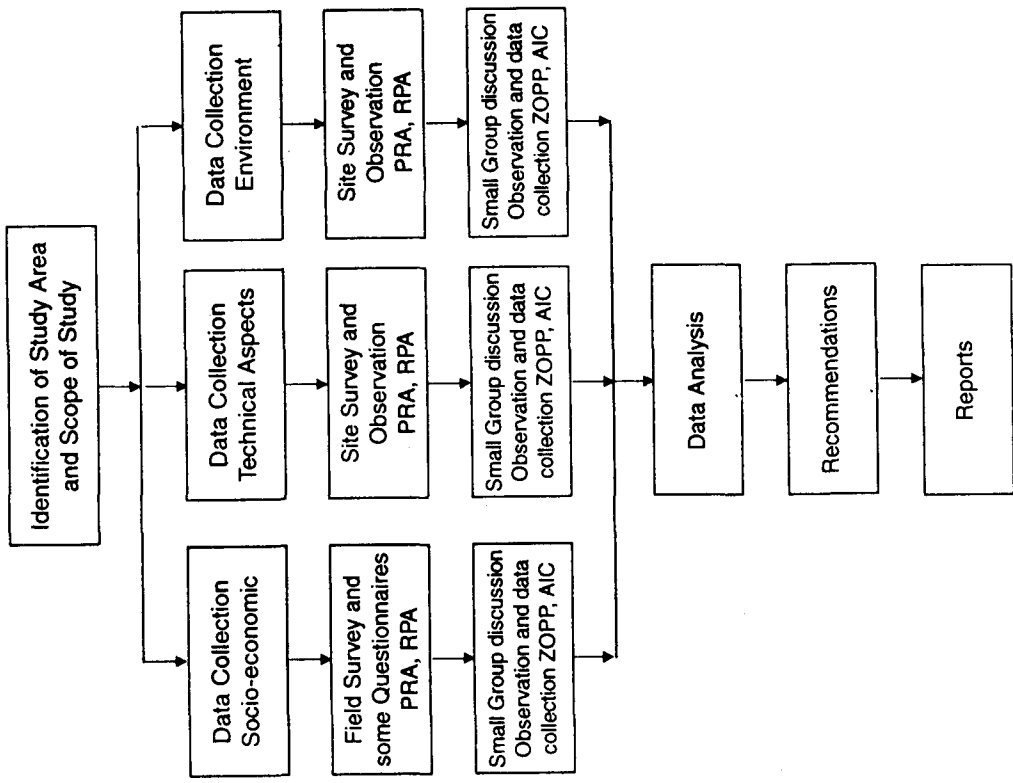 Identification of Study Area
and Scope of Study
Data Collection
Socio-economic
Data Collection
Technical Aspects
Data Collection
Environment
Field Survey and
some Questionnaires
PRA, RPA
Site Survey and
Observation
PRA, RPA
Site Survey and
Observation
PRA, RPA
Small Group discussion
Observation and data
collection ZOPP, AIC
Small Group discussion
Observation and data
collection ZOPP, AIC
Small Group discussion
Observation and data
collection ZOPP, AIC
Data Analysis
Recommendations
Reports